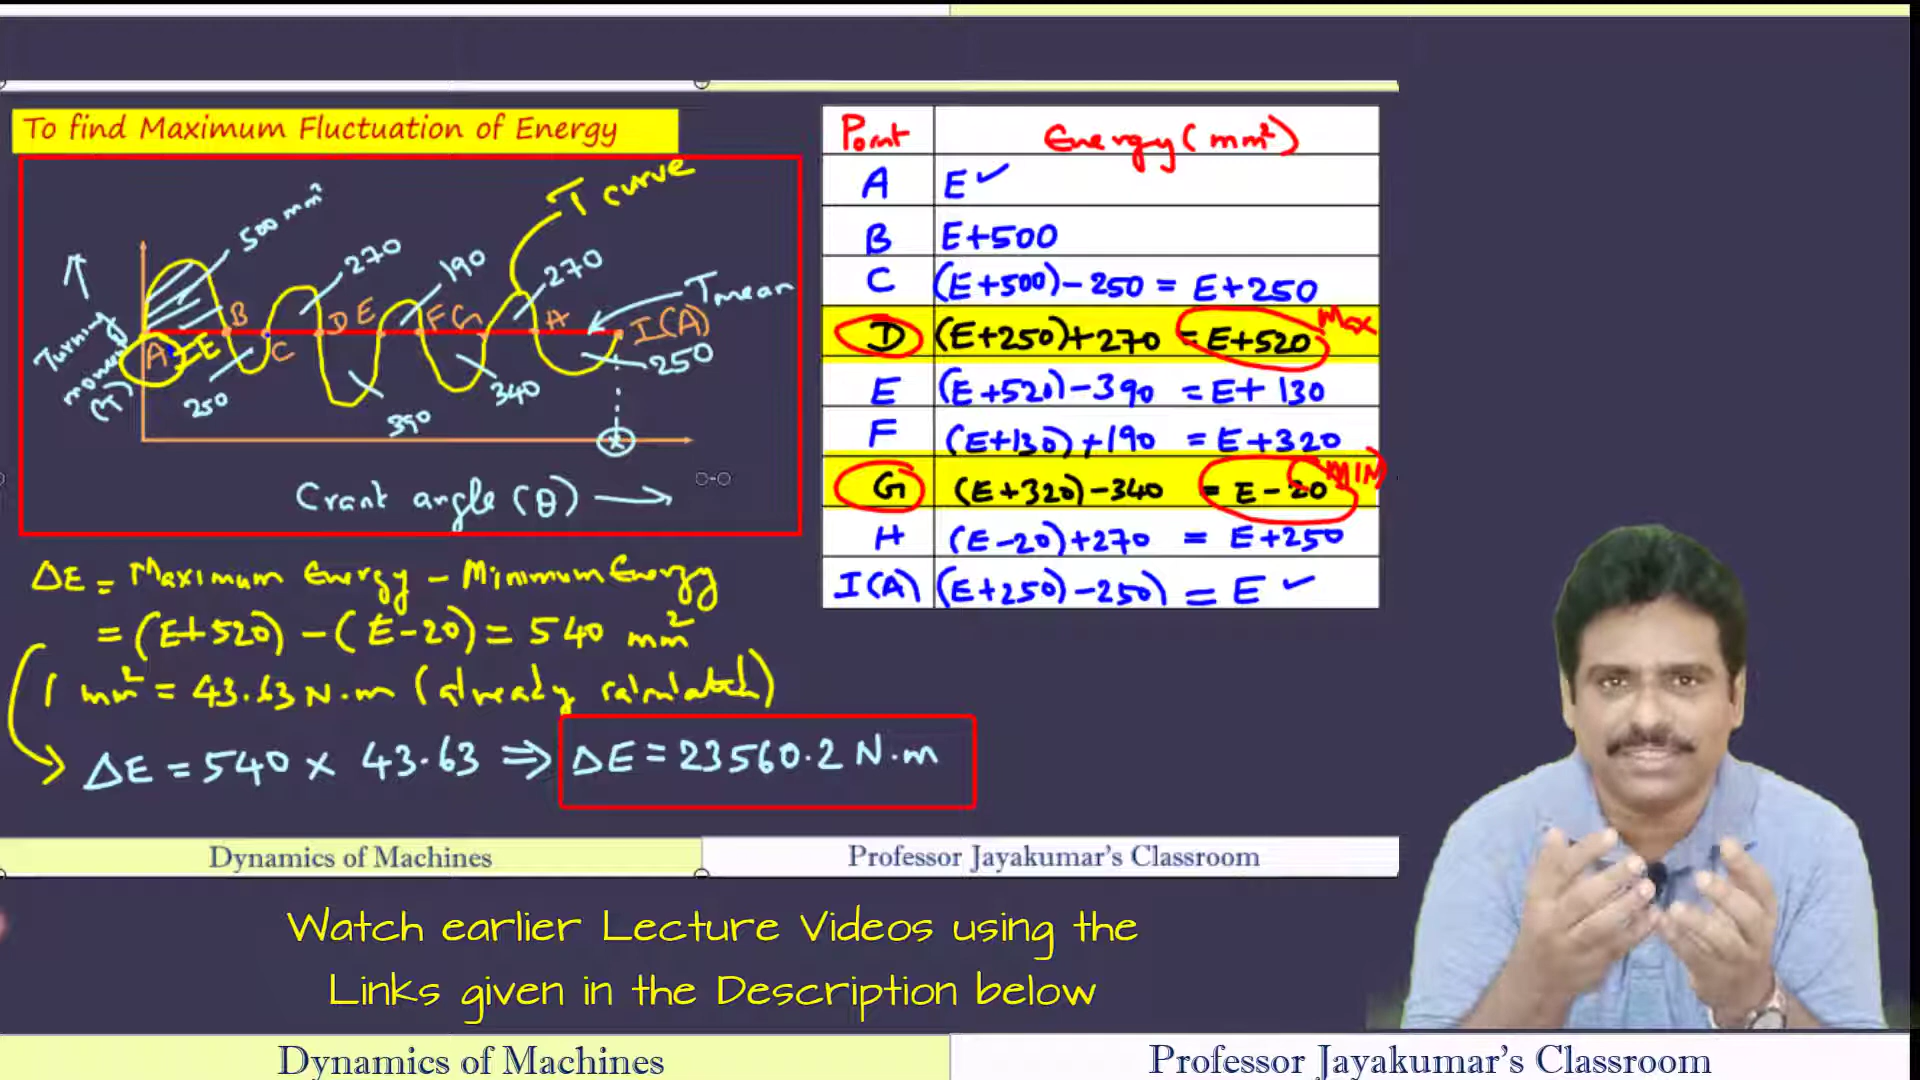 To find Maximum Fluctuation of Energy
T curve
500 mm²
270
190
270
Tmean
Turning moment (T)
A=E
B
C
D
E
F
G
H
I(A)
250
390
340
250
Crank angle (θ) →
Point Energy (mm²)
A E ✓
B E+500
C (E+500)-250 = E+250
D (E+250)+270 = E+520 Max
E (E+520)-390 = E+130
F (E+130)+190 = E+320
G (E+320)-340 = E-20 MIN
H (E-20)+270 = E+250
I(A) (E+250)-250) = E ✓
ΔE = Maximum Energy - Minimum Energy
= (E+520) - (E-20) = 540 mm²
1 mm² = 43.63 N.m (already calculated)
ΔE = 540 × 43.63 ⇒ ΔE = 23560.2 N.m
Dynamics of Machines
Professor Jayakumar's Classroom
Watch earlier Lecture Videos using the
Links given in the Description below
Dynamics of Machines
Professor Jayakumar's Classroom